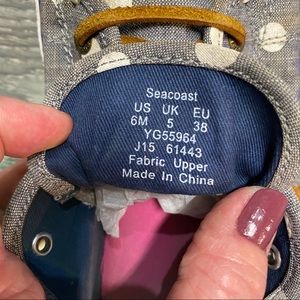 Seacoast
US UK EU
6M 5 38
YG55964
J15 61443
Fabric Upper
Made In China